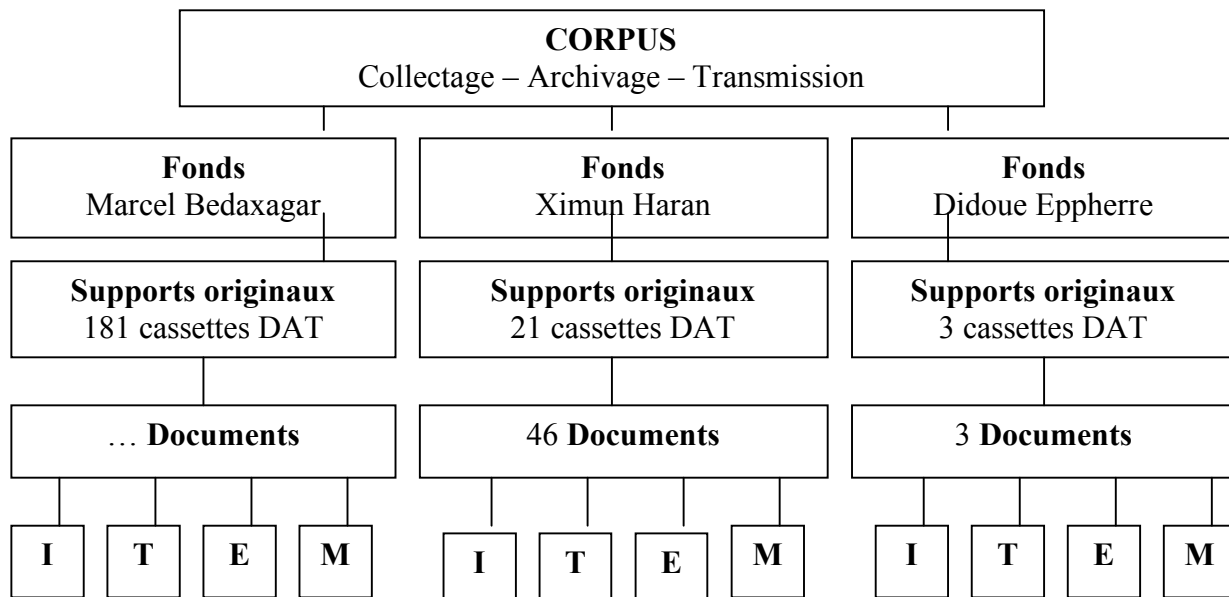 CORPUS
Collectage – Archivage – Transmission
Fonds
Marcel Bedaxagar
Fonds
Ximun Haran
Fonds
Didoue Eppherre
Supports originaux
181 cassettes DAT
Supports originaux
21 cassettes DAT
Supports originaux
3 cassettes DAT
… Documents
46 Documents
3 Documents
I T E M
I T E M
I T E M